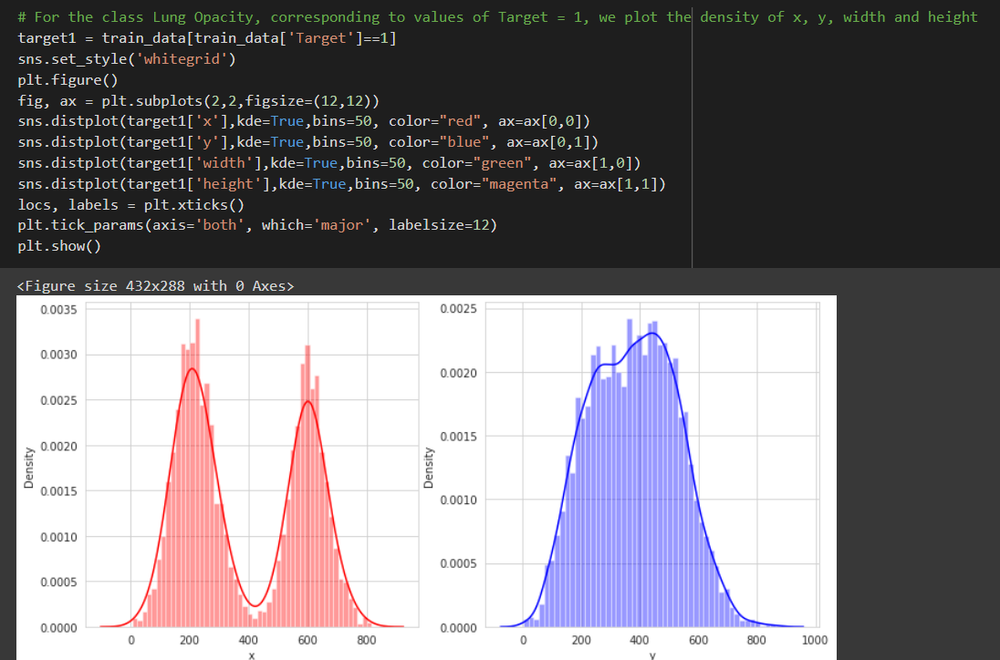 # For the class Lung Opacity, corresponding to values of Target = 1, we plot the density of x, y, width and height
target1 = train_data[train_data['Target']==1]
sns.set_style('whitegrid')
plt.figure()
fig, ax = plt.subplots(2,2,figsize=(12,12))
sns.distplot(target1['x'],kde=True,bins=50, color="red", ax=ax[0,0])
sns.distplot(target1['y'],kde=True,bins=50, color="blue", ax=ax[0,1])
sns.distplot(target1['width'],kde=True,bins=50, color="green", ax=ax[1,0])
sns.distplot(target1['height'],kde=True,bins=50, color="magenta", ax=ax[1,1])
locs, labels = plt.xticks()
plt.tick_params(axis='both', which='major', labelsize=12)
plt.show()
<Figure size 432x288 with 0 Axes>
0.0035
0.0030
0.0025
0.0020
0.0015
0.0010
0.0005
0.0000
Density
0 200 400 600 800
x
0.0025
0.0020
0.0015
0.0010
0.0005
0.0000
Density
0 200 400 600 800 1000
y